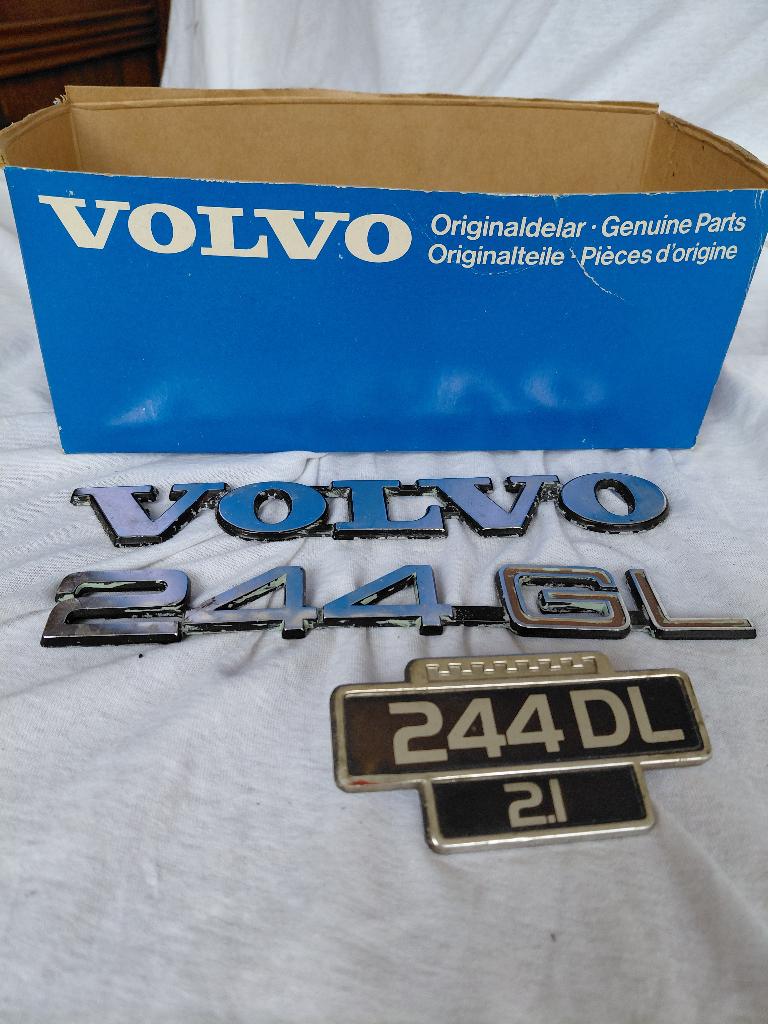 VOLVO
Originaldelar · Genuine Parts
Originalteile · Pièces d'origine
VOLVO
244 GL
244 DL
2.1